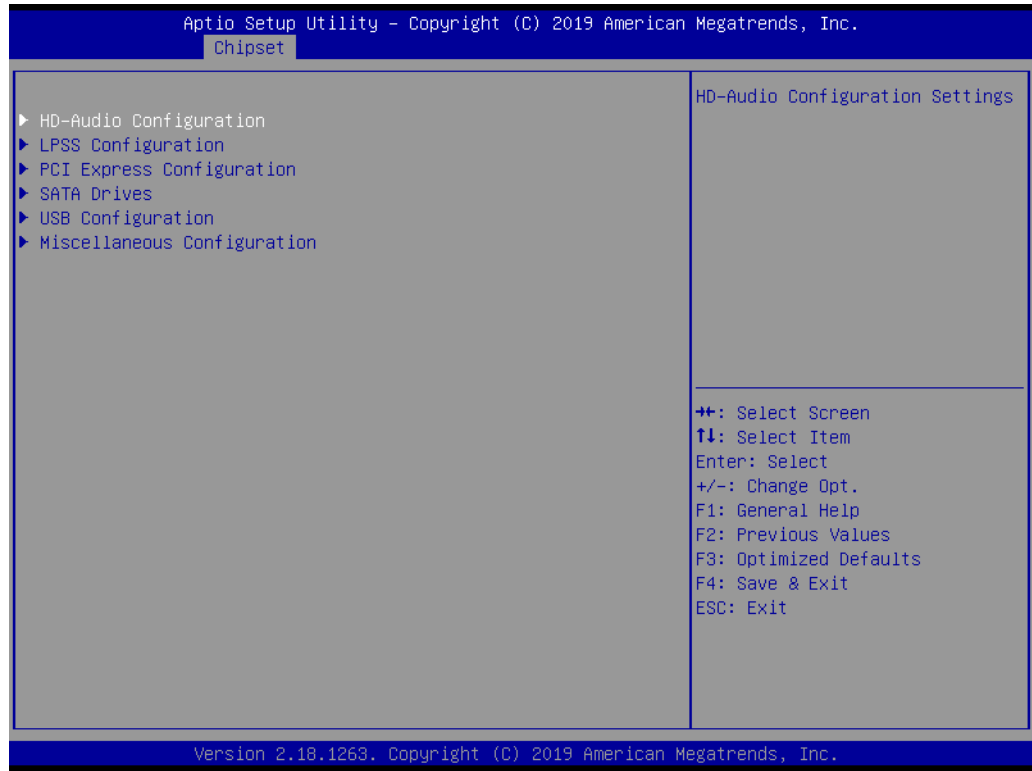 Aptio Setup Utility – Copyright (C) 2019 American Megatrends, Inc.
Chipset
HD-Audio Configuration
LPSS Configuration
PCI Express Configuration
SATA Drives
USB Configuration
Miscellaneous Configuration
HD-Audio Configuration Settings
→←: Select Screen
↑↓: Select Item
Enter: Select
+/-: Change Opt.
F1: General Help
F2: Previous Values
F3: Optimized Defaults
F4: Save & Exit
ESC: Exit
Version 2.18.1263. Copyright (C) 2019 American Megatrends, Inc.